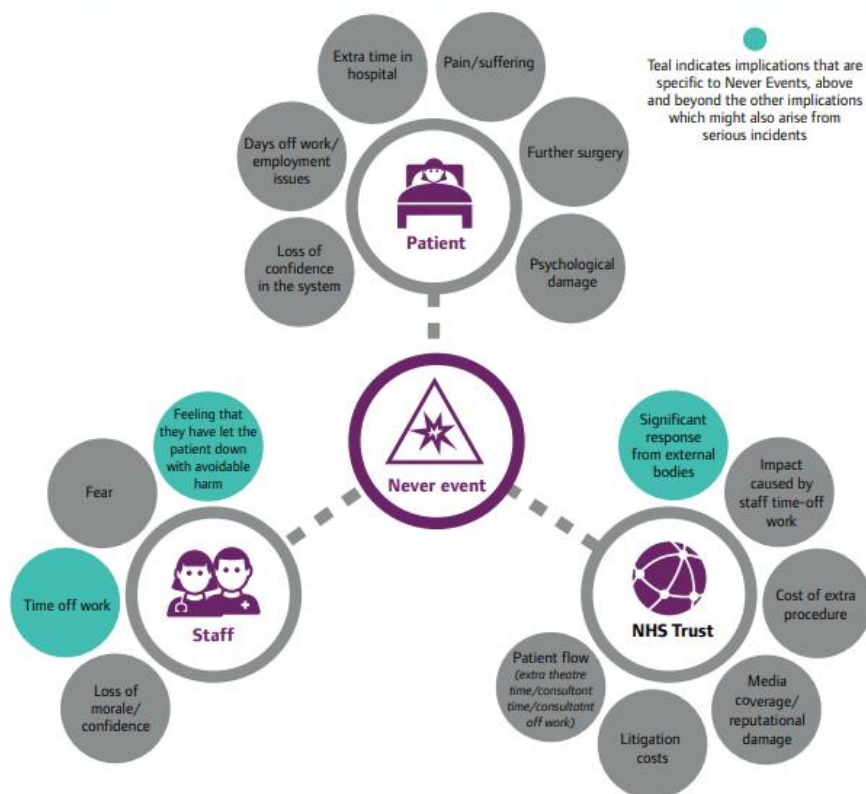 Extra time in
hospital
Pain/suffering
Teal indicates implications that are
specific to Never Events, above
and beyond the other implications
which might also arise from
serious incidents
Days off work/
employment
issues
Further surgery
Patient
Loss of
confidence
in the system
Psychological
damage
Feeling that
they have let the
patient down
with avoidable
harm
Significant
response
from external
bodies
Never event
Fear
Impact
caused by
staff time-off
work
Time off work
Staff
NHS Trust
Cost of extra
procedure
Loss of
morale/
confidence
Patient flow
(extra theatre
time/consultant
time/consultatnt
off work)
Media
coverage/
reputational
damage
Litigation
costs